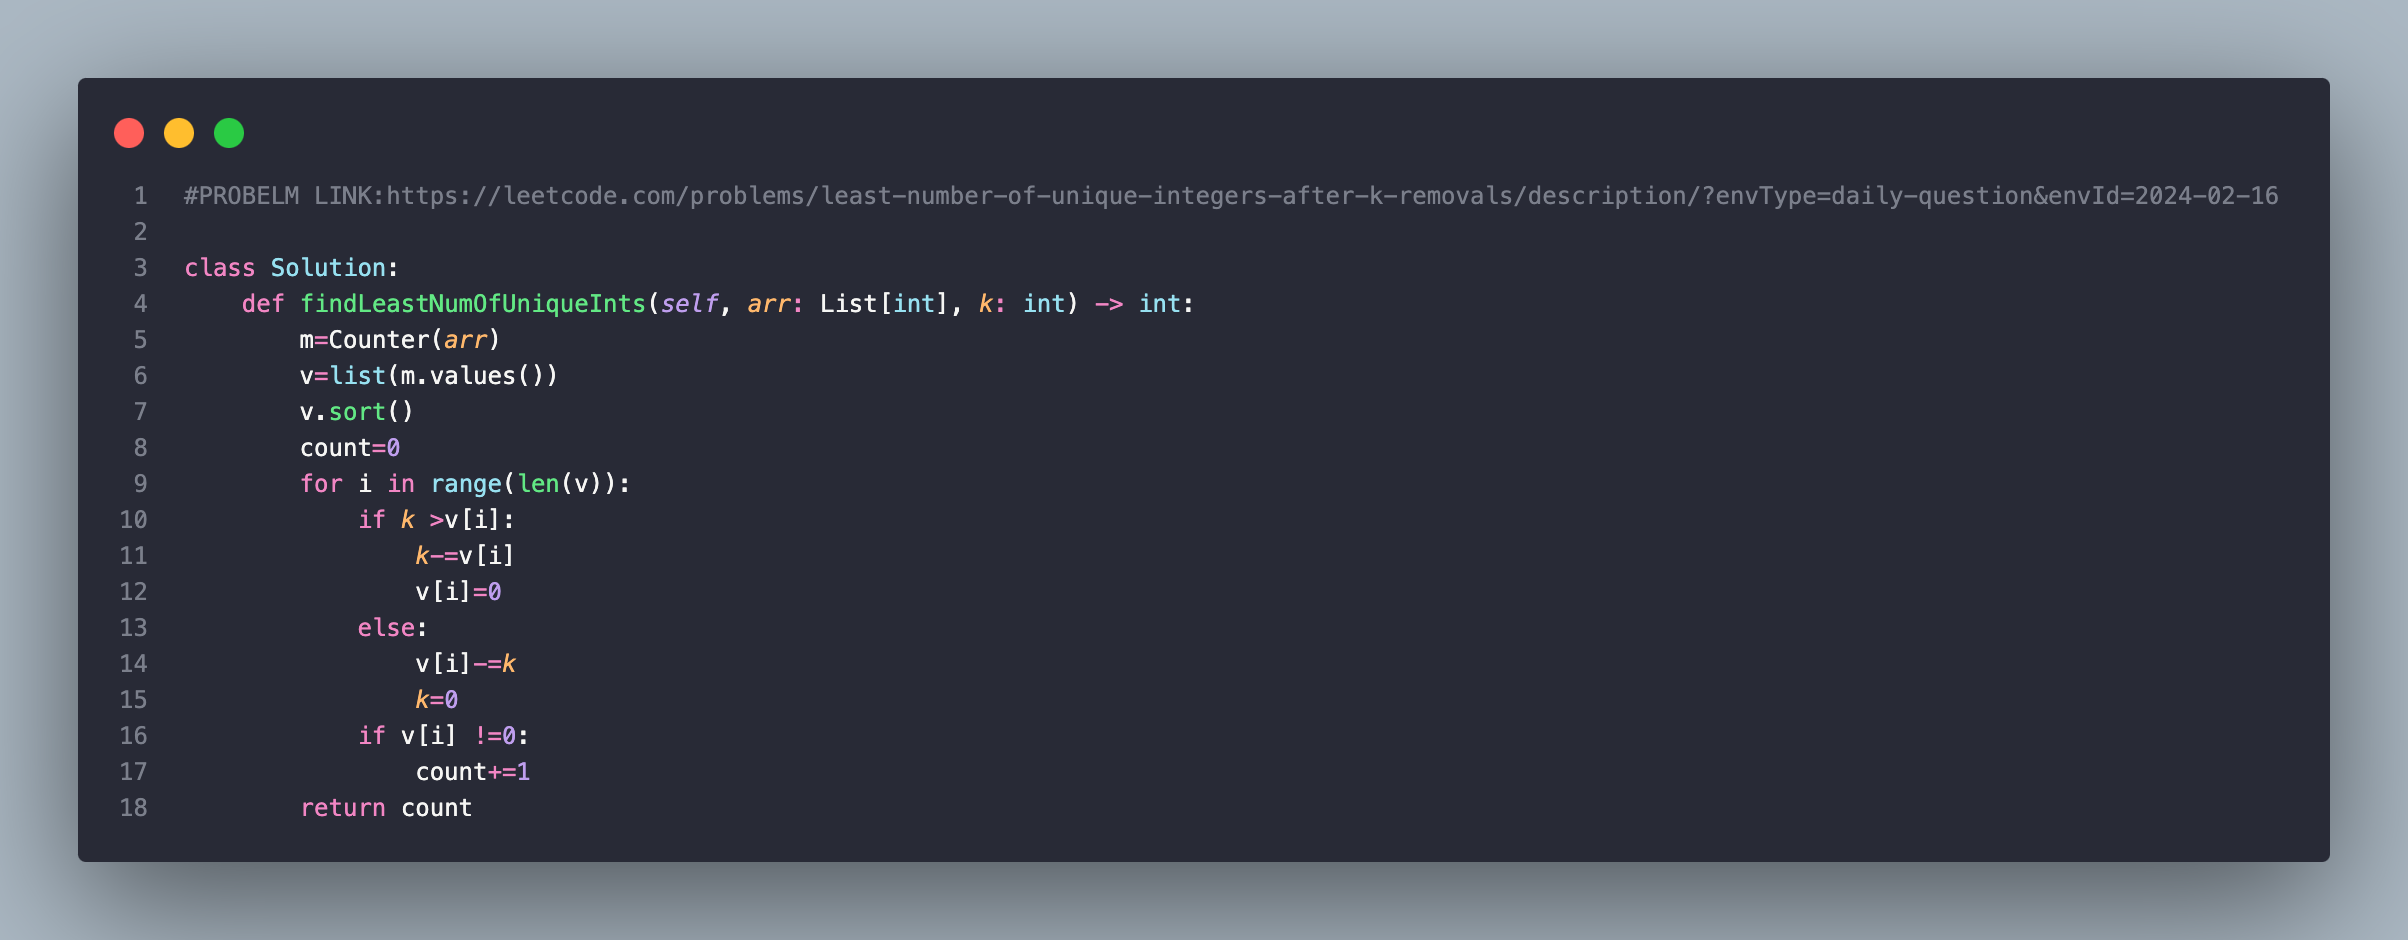 1 #PROBELM LINK:https://leetcode.com/problems/least-number-of-unique-integers-after-k-removals/description/?envType=daily-question&envId=2024-02-16
2
3 class Solution:
4     def findLeastNumOfUniqueInts(self, arr: List[int], k: int) -> int:
5         m=Counter(arr)
6         v=list(m.values())
7         v.sort()
8         count=0
9         for i in range(len(v)):
10             if k >v[i]:
11                 k-=v[i]
12                 v[i]=0
13             else:
14                 v[i]-=k
15                 k=0
16             if v[i] !=0:
17                 count+=1
18         return count